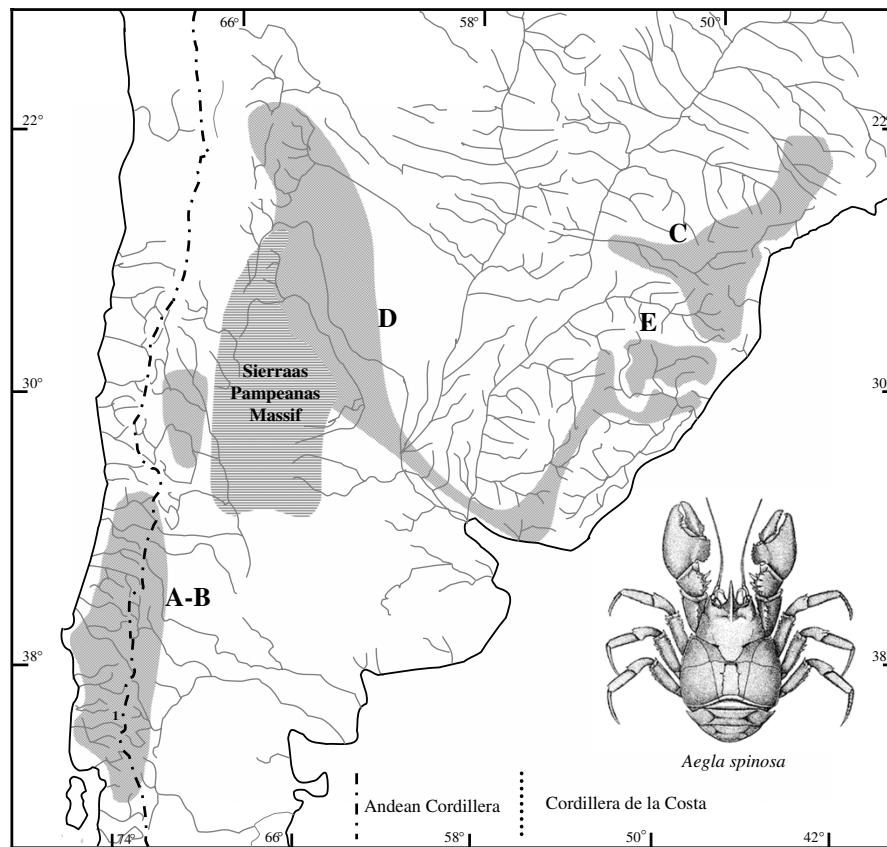 66°
58°
50°
22°
22°
C
D
E
Sierraas
Pampeanas
Massif
30°
30
A-B
38°
38
1
Aegla spinosa
Andean Cordillera
Cordillera de la Costa
74°
66°
58°
50°
42°